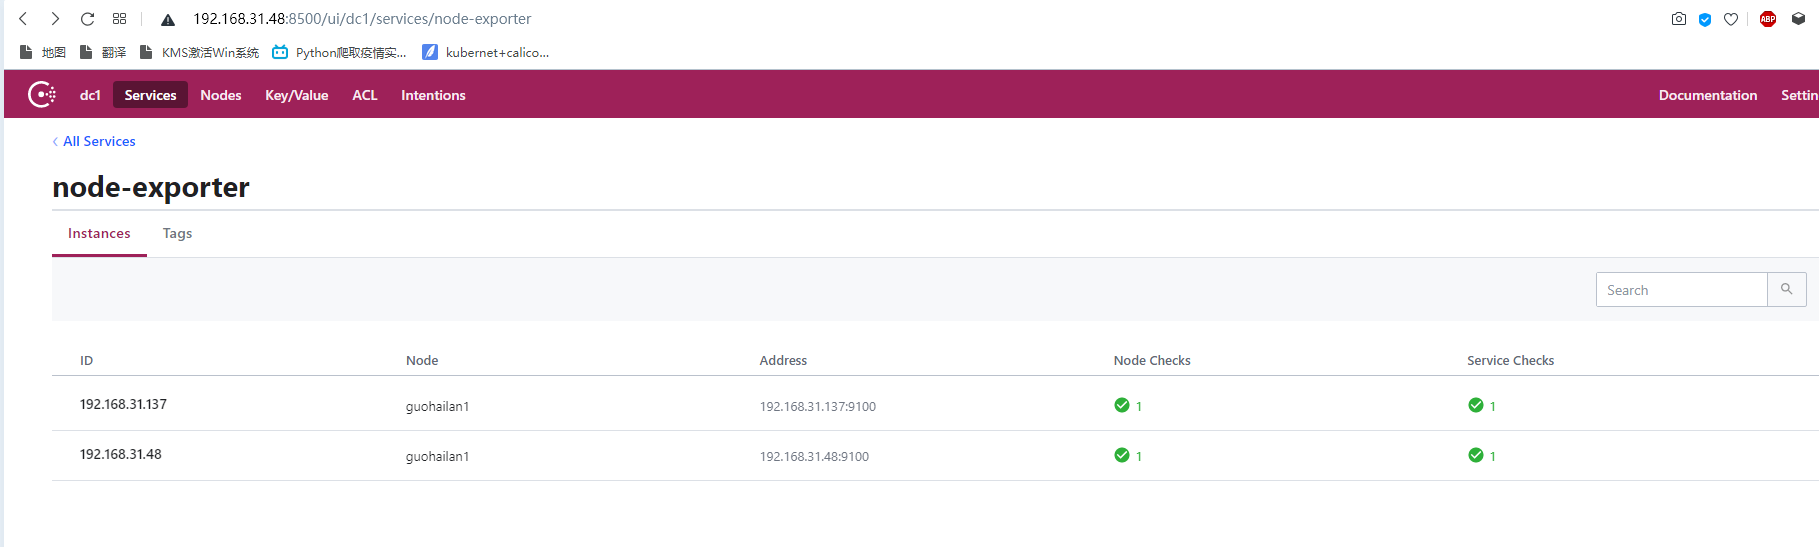 192.168.31.48:8500/ui/dc1/services/node-exporter
ABP
地图 翻译 KMS激活Win系统 Python爬取疫情实... kubernet+calico...
dc1 Services Nodes Key/Value ACL Intentions Documentation Settin
‹ All Services
node-exporter
Instances Tags
Search
ID Node Address Node Checks Service Checks
192.168.31.137 guohailan1 192.168.31.137:9100 1 1
192.168.31.48 guohailan1 192.168.31.48:9100 1 1